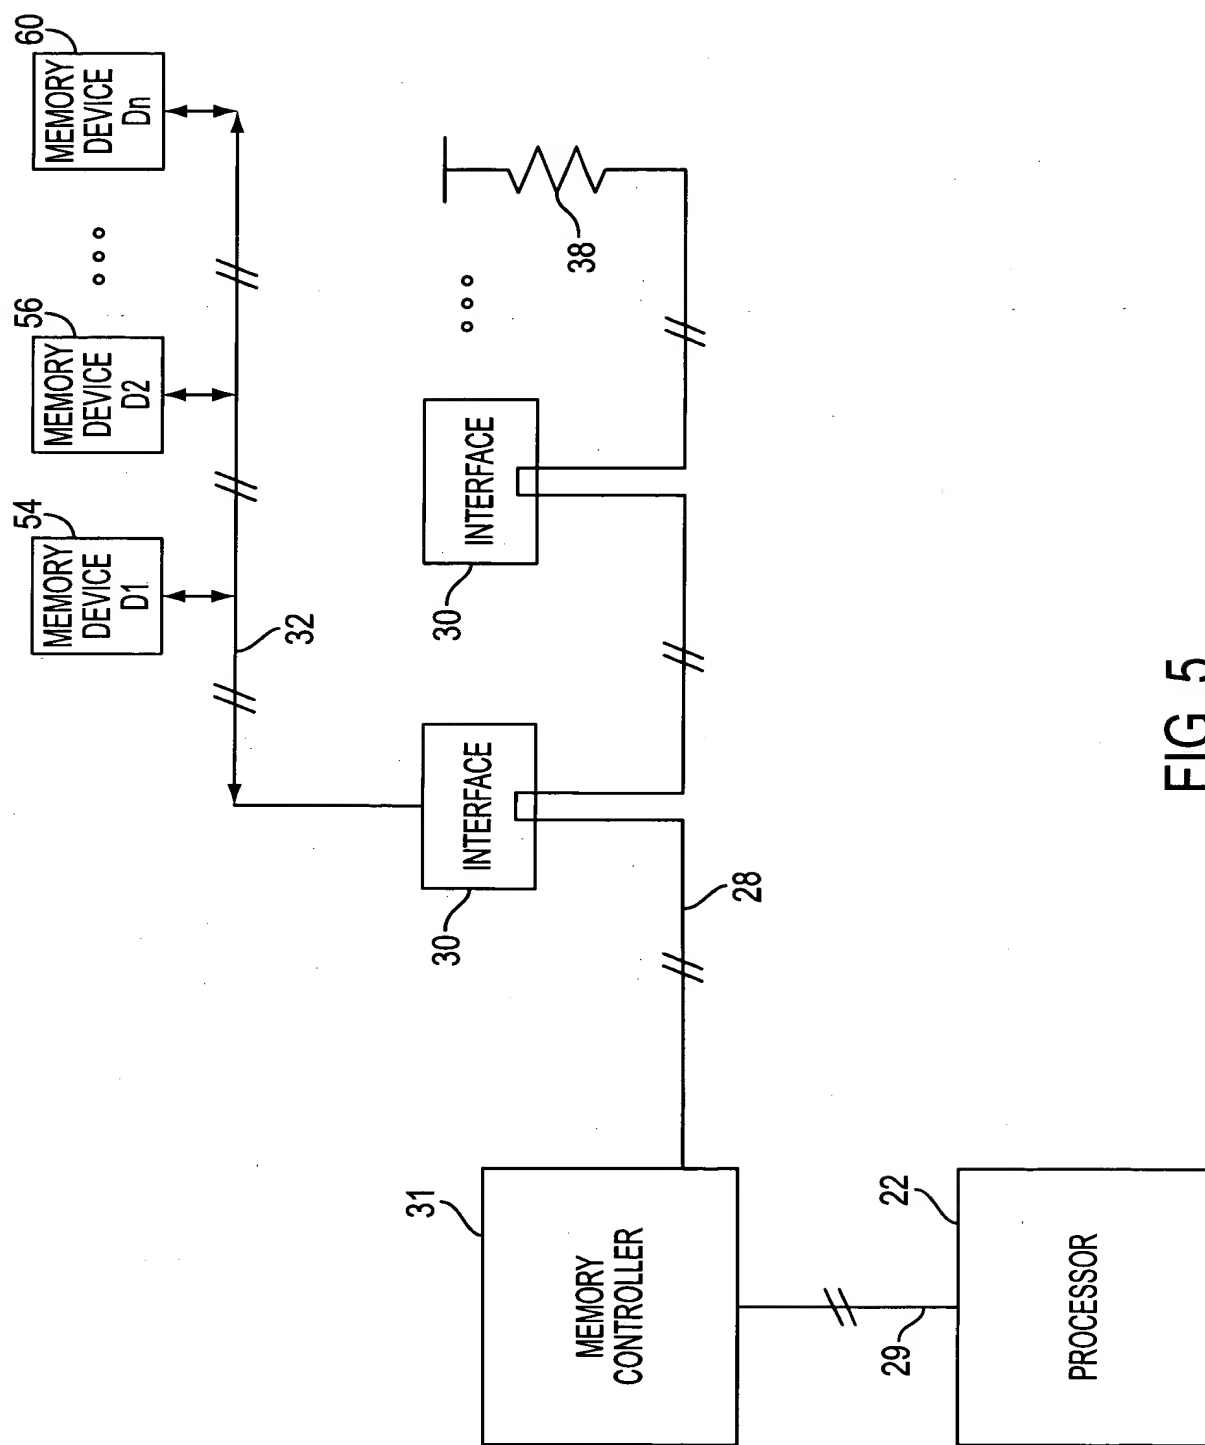 MEMORY
DEVICE
D1
54
MEMORY
DEVICE
D2
56
MEMORY
DEVICE
Dn
60
32
INTERFACE
30
INTERFACE
30
38
28
MEMORY
CONTROLLER
31
29
PROCESSOR
22
FIG. 5